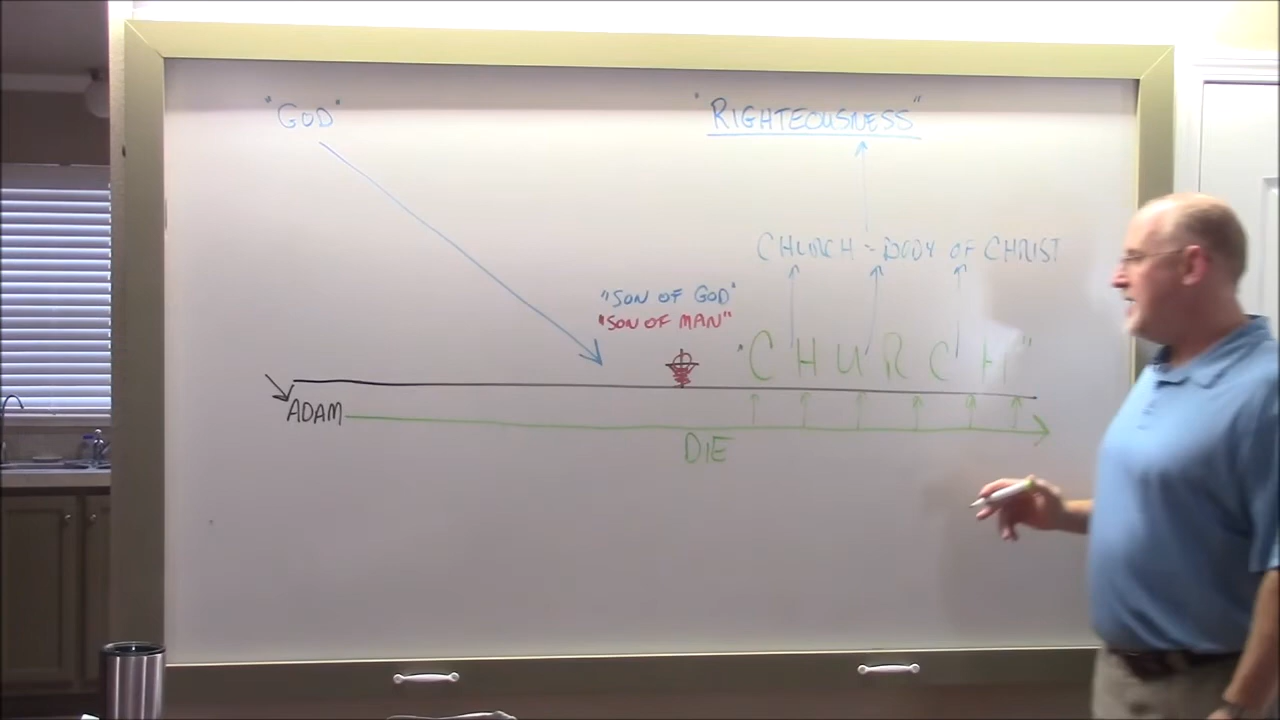 "GOD"
"RIGHTEOUSNESS"
CHURCH - BODY OF CHRIST
"SON OF GOD"
"SON OF MAN"
"CHURCH"
ADAM
DIE